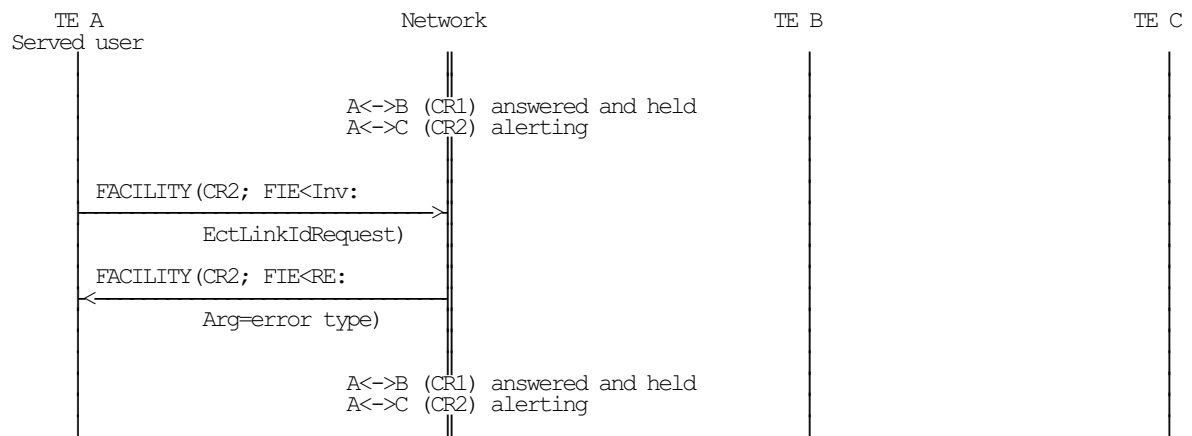 TE A Network TE B TE C
Served user
A<->B (CR1) answered and held
A<->C (CR2) alerting
FACILITY(CR2; FIE<Inv:
EctLinkIdRequest)
FACILITY(CR2; FIE<RE:
Arg=error type)
A<->B (CR1) answered and held
A<->C (CR2) alerting